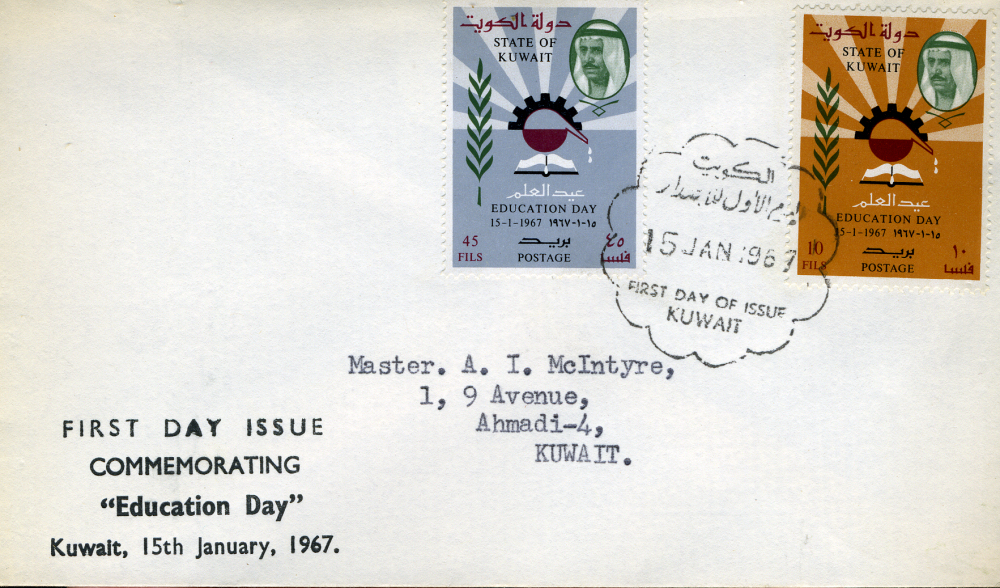 دولة الكويت
STATE OF
KUWAIT
عيد العلم
EDUCATION DAY
15-1-1967 ١٥-١-١٩٦٧
45 بريد ٤٥
FILS POSTAGE فلسا
دولة الكويت
STATE OF
KUWAIT
عيد العلم
EDUCATION DAY
15-1-1967 ١٥-١-١٩٦٧
10 بريد ١٠
FILS POSTAGE فلسا
الكويت
اليوم الأول للإصدار
15 JAN 1967
FIRST DAY OF ISSUE
KUWAIT
Master. A. I. McIntyre,
1, 9 Avenue,
Ahmadi-4,
KUWAIT.
FIRST DAY ISSUE
COMMEMORATING
“Education Day”
Kuwait, 15th January, 1967.